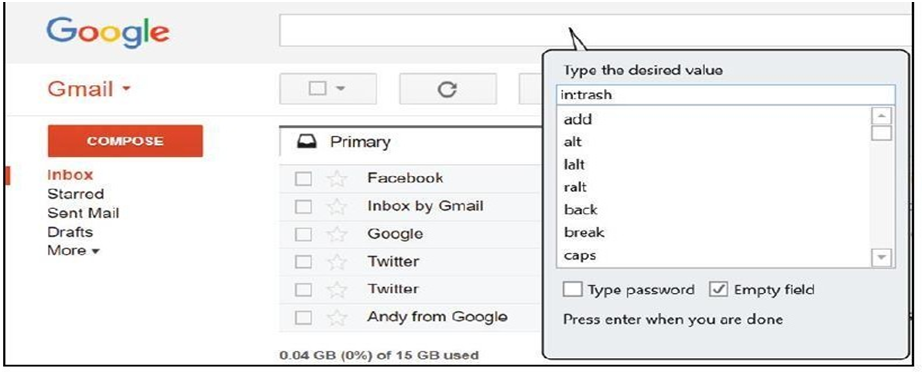 Google
Gmail
COMPOSE
Inbox
Starred
Sent Mail
Drafts
More
Primary
Facebook
Inbox by Gmail
Google
Twitter
Twitter
Andy from Google
0.04 GB (0%) of 15 GB used
Type the desired value
in:trash
add
alt
lalt
ralt
back
break
caps
Type password Empty field
Press enter when you are done